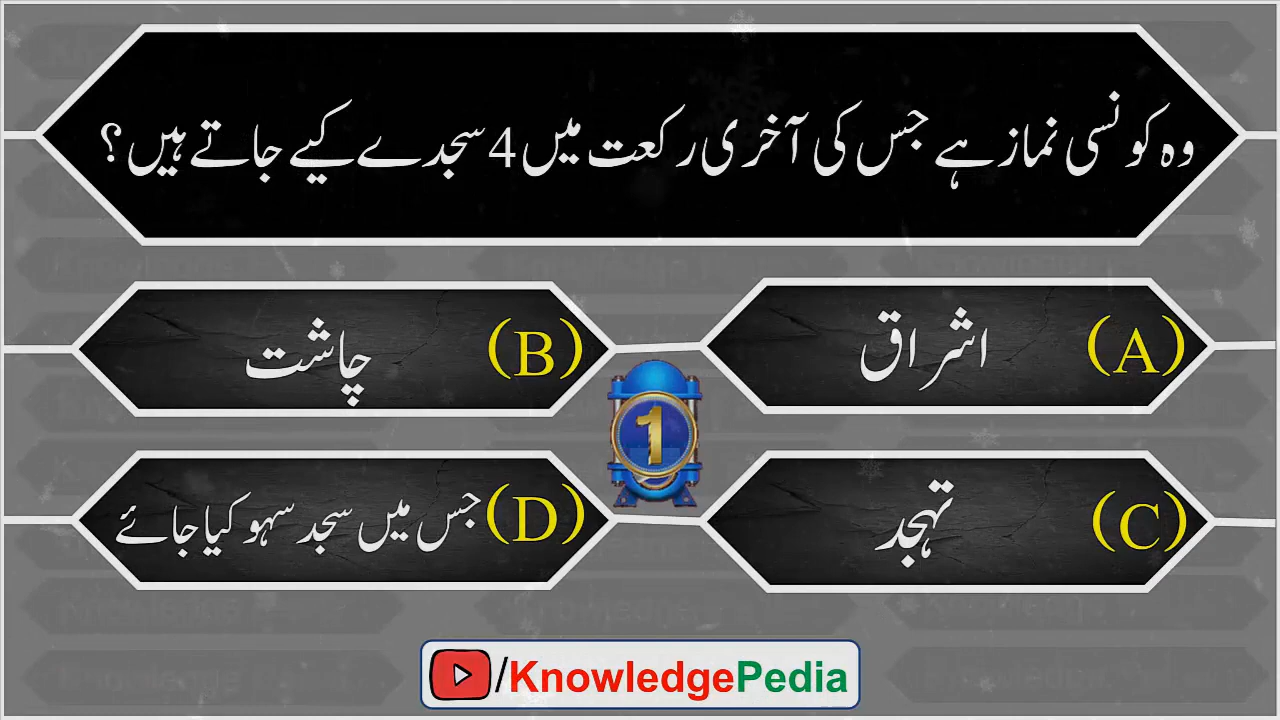 وہ کونسی نماز ہے جس کی آخری رکعت میں 4 سجدے کیے جاتے ہیں؟
(A) اشراق
(B) چاشت
(C) تہجد
(D) جس میں سجد سہو کیا جائے
1
/KnowledgePedia